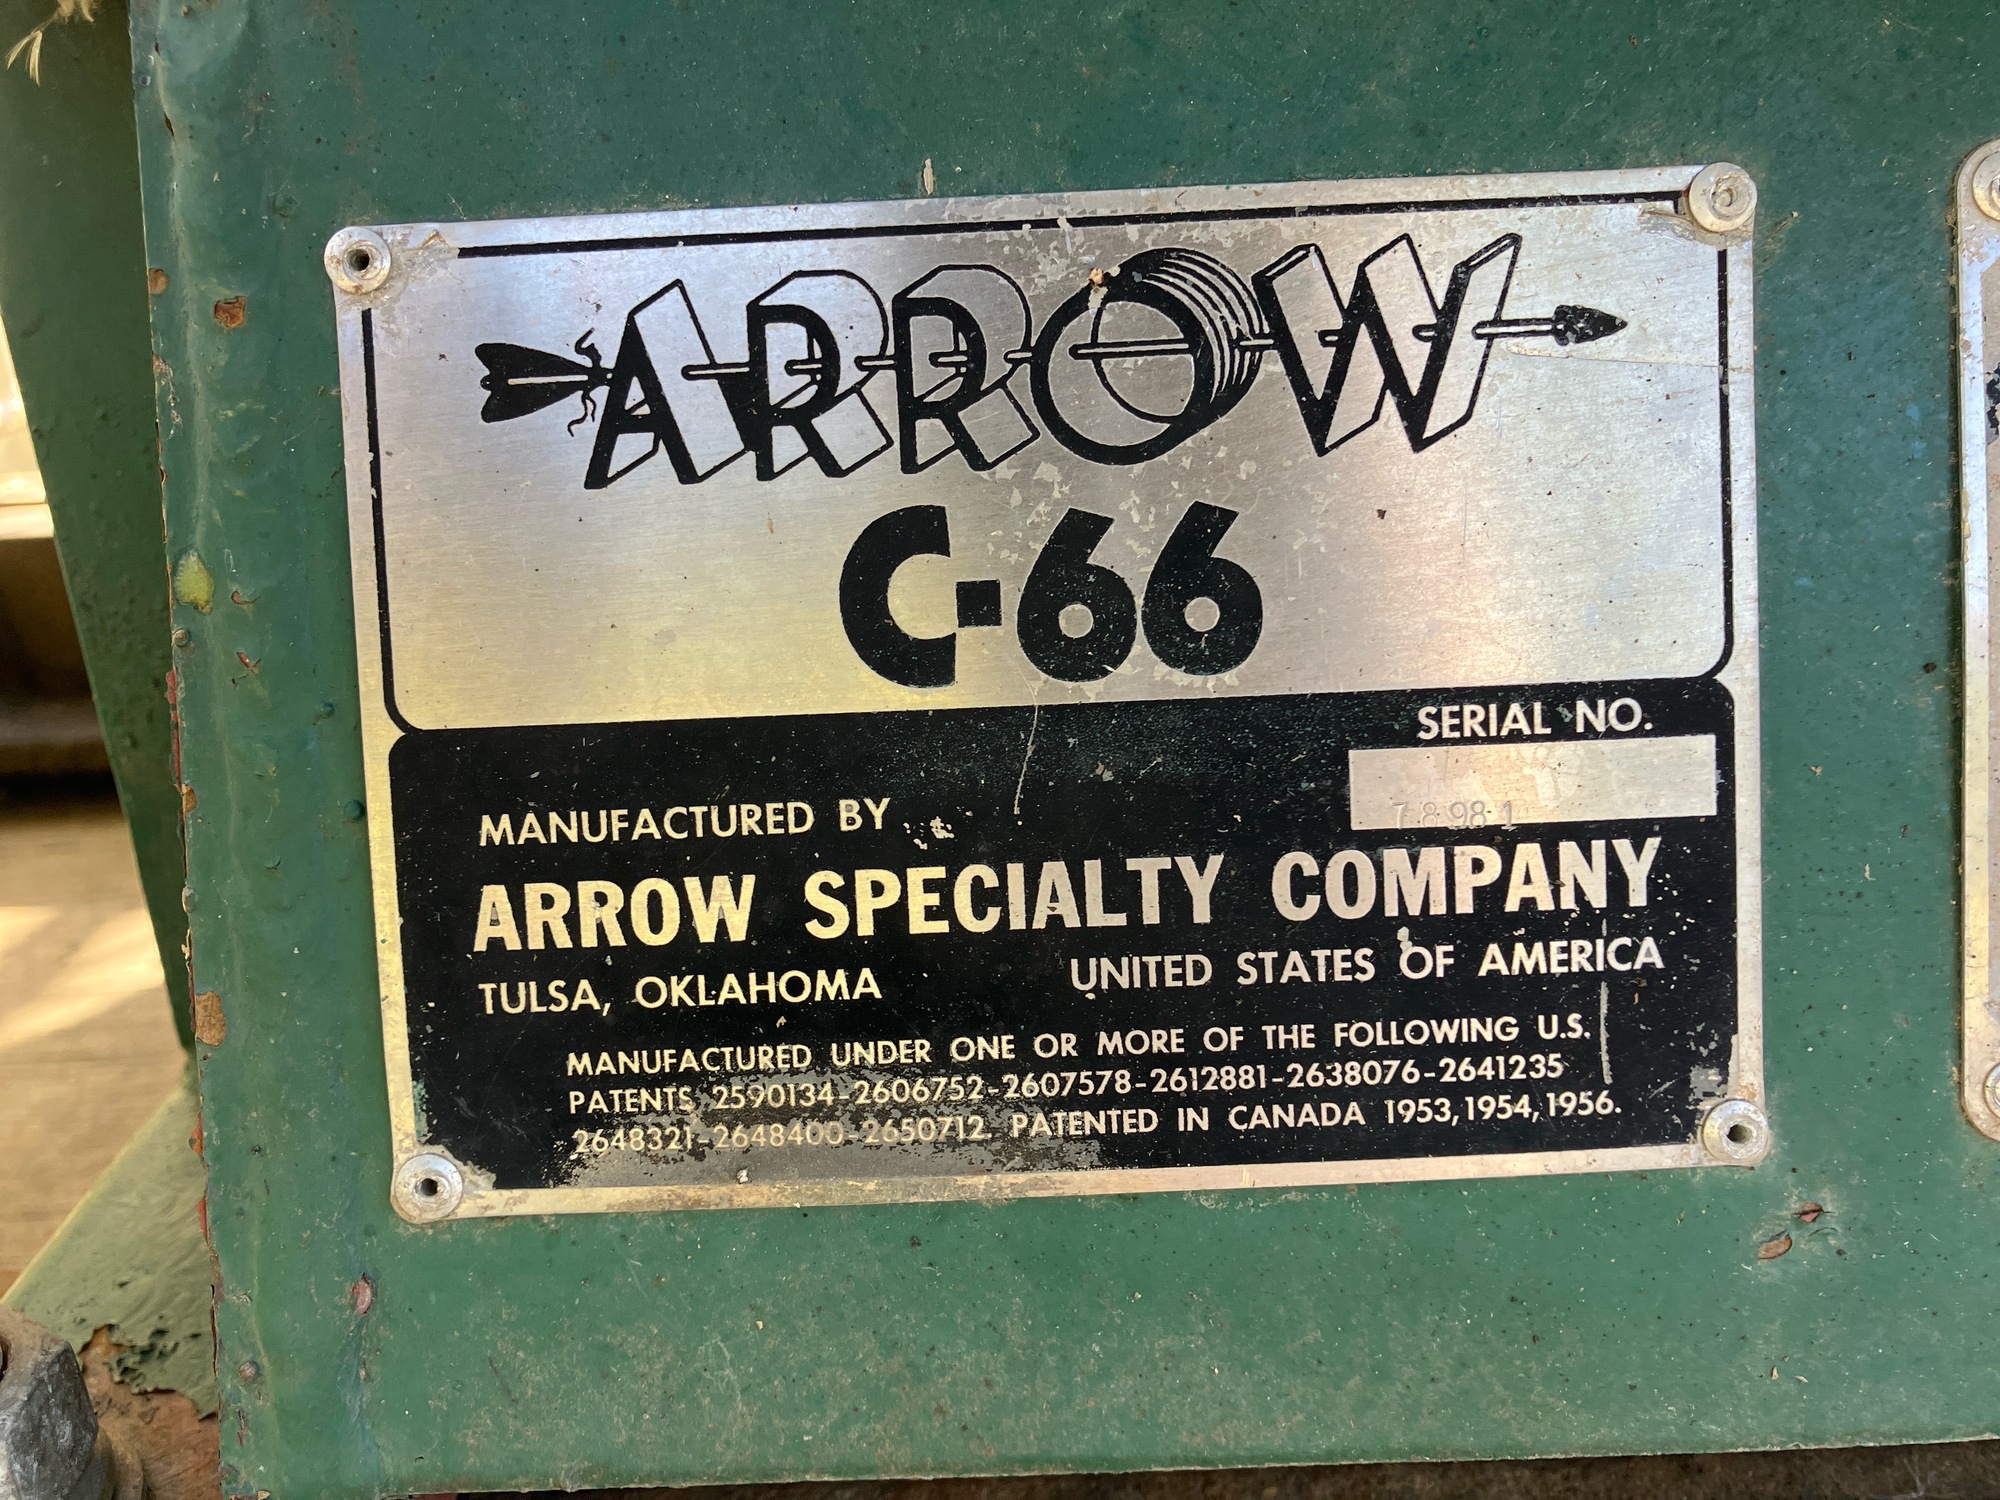 ARROW
C-66
SERIAL NO.
78981
MANUFACTURED BY
ARROW SPECIALTY COMPANY
TULSA, OKLAHOMA UNITED STATES OF AMERICA
MANUFACTURED UNDER ONE OR MORE OF THE FOLLOWING U.S.
PATENTS 2590134-2606752-2607578-2612881-2638076-2641235
2648321-2648400-2650712. PATENTED IN CANADA 1953, 1954, 1956.